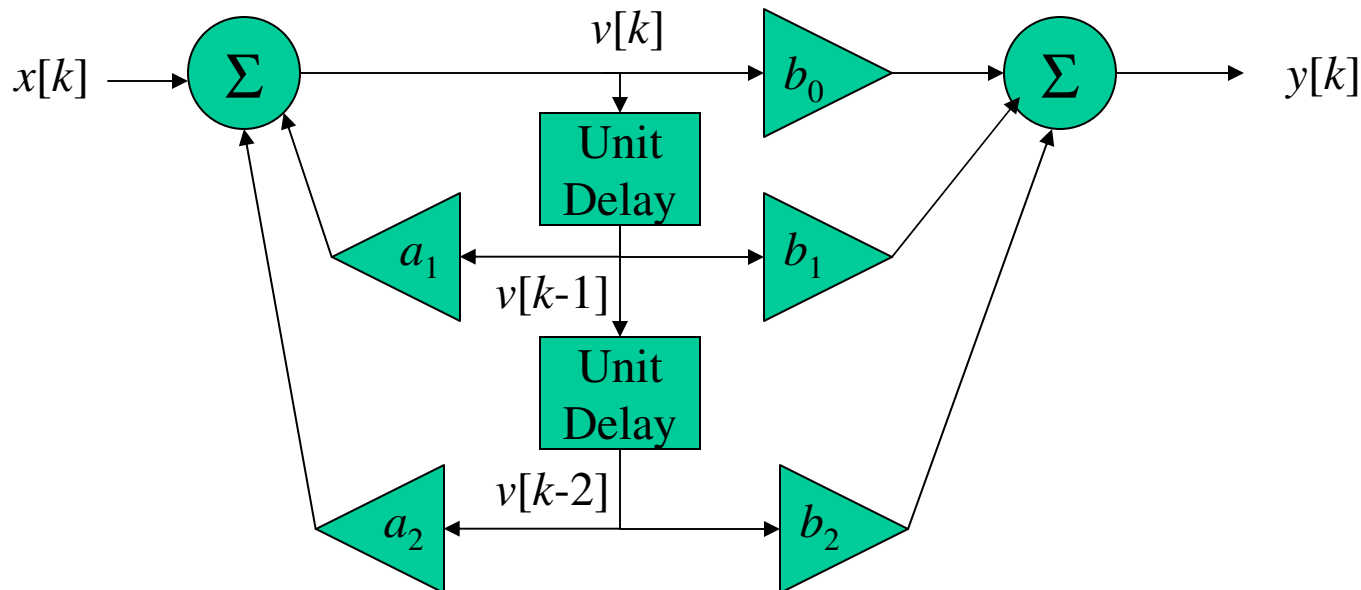 v[k]
x[k]
Σ
b0
Σ
y[k]
Unit
Delay
a1
b1
v[k-1]
Unit
Delay
v[k-2]
a2
b2